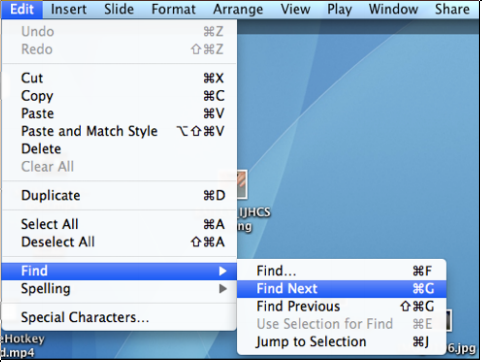 Edit Insert Slide Format Arrange View Play Window Share
Undo ⌘Z
Redo ⇧⌘Z
Cut ⌘X
Copy ⌘C
Paste ⌘V
Paste and Match Style ⌥⇧⌘V
Delete
Clear All
Duplicate ⌘D
Select All ⌘A
Deselect All ⇧⌘A
Find
Spelling
Special Characters...
Find... ⌘F
Find Next ⌘G
Find Previous ⇧⌘G
Use Selection for Find ⌘E
Jump to Selection ⌘J
IJHCS
ng
eHotkey
d.mp4
6.jpg